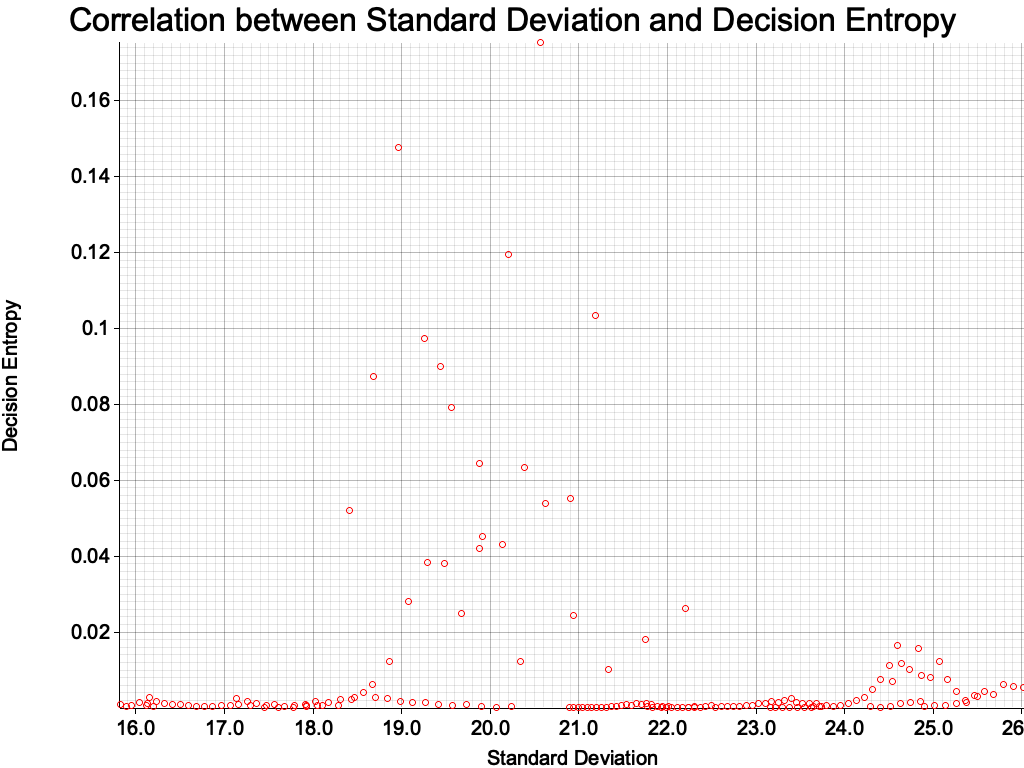 Correlation between Standard Deviation and Decision Entropy
0.16
0.14
0.12
0.1
0.08
0.06
0.04
0.02
Decision Entropy
16.0 17.0 18.0 19.0 20.0 21.0 22.0 23.0 24.0 25.0 26
Standard Deviation